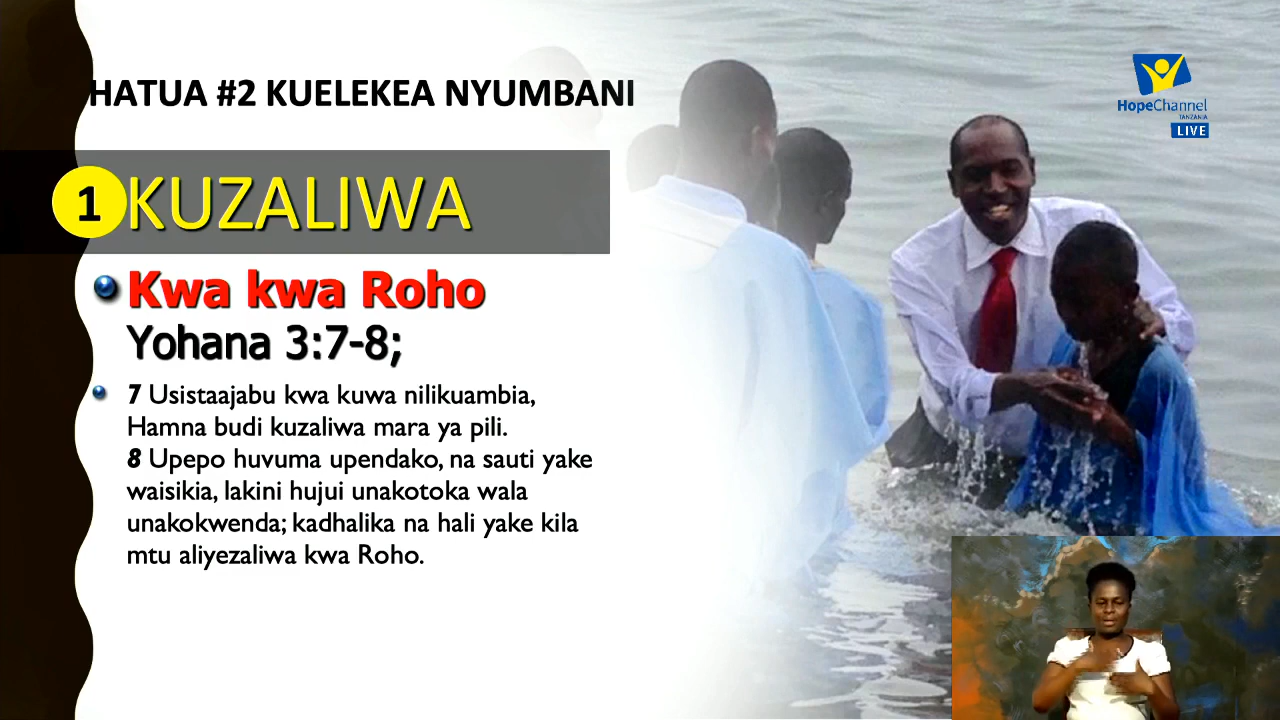 HATUA #2 KUELEKEA NYUMBANI
HopeChannel
TANZANIA
LIVE
1 KUZALIWA
Kwa kwa Roho
Yohana 3:7-8;
7 Usistaajabu kwa kuwa nilikuambia,
Hamna budi kuzaliwa mara ya pili.
8 Upepo huvuma upendako, na sauti yake
waisikia, lakini hujui unakotoka wala
unakokwenda; kadhalika na hali yake kila
mtu aliyezaliwa kwa Roho.